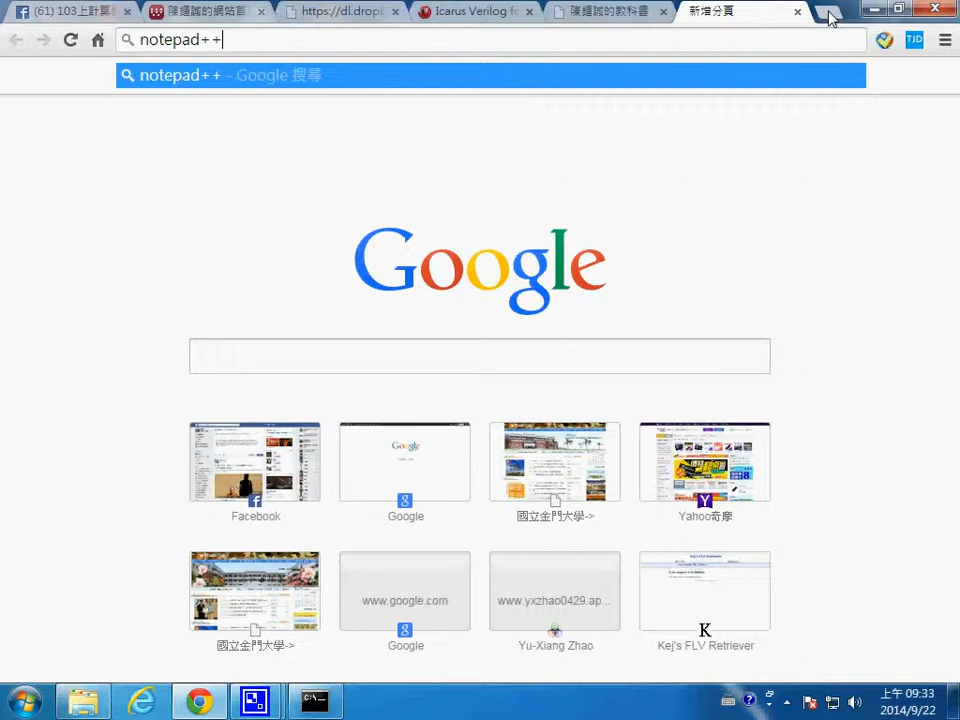 (61) 103上計算
陳鍾誠的網站首
https://dl.drop
Icarus Verilog fo
陳鍾誠的教科書
新增分頁
notepad++
TJD
notepad++ - Google 搜尋
Google
Facebook
Google
國立金門大學->
Yahoo奇摩
www.google.com
www.yxzhao0429.ap...
國立金門大學->
Google
Yu-Xiang Zhao
Kej's FLV Retriever
上午 09:33
2014/9/22